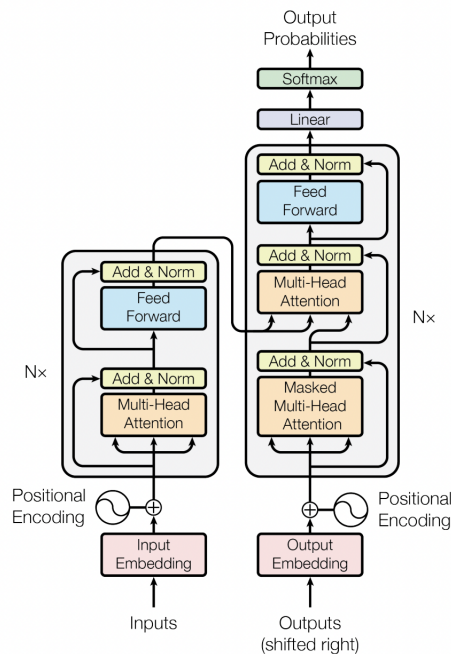 Output
Probabilities
Softmax
Linear
Add & Norm
Feed
Forward
Add & Norm
Multi-Head
Attention
Add & Norm
Masked
Multi-Head
Attention
N×
Add & Norm
Feed
Forward
Add & Norm
Multi-Head
Attention
N×
Positional
Encoding
Positional
Encoding
Input
Embedding
Output
Embedding
Inputs
Outputs
(shifted right)